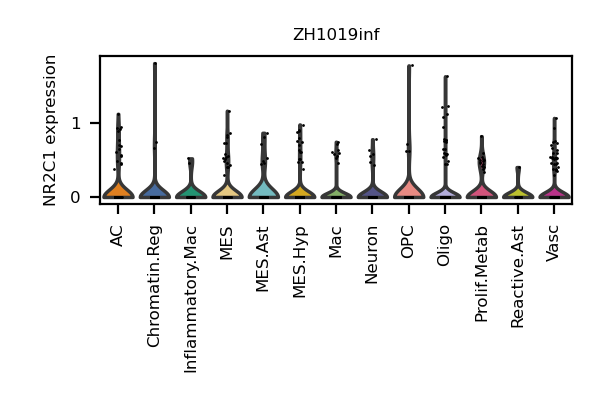 ZH1019inf
NR2C1 expression
1
0
AC
Chromatin.Reg
Inflammatory.Mac
MES
MES.Ast
MES.Hyp
Mac
Neuron
OPC
Oligo
Prolif.Metab
Reactive.Ast
Vasc